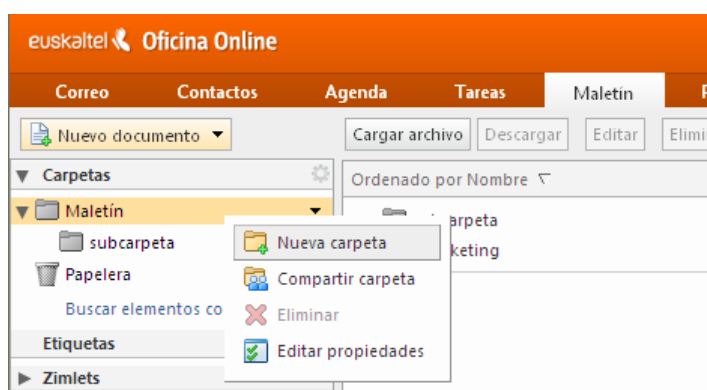 euskaltel Oficina Online
Correo Contactos Agenda Tareas Maletín
Nuevo documento Cargar archivo Descargar Editar
Carpetas Ordenado por Nombre
Maletín
subcarpeta
Papelera
Buscar elementos
Etiquetas
Zimlets
Nueva carpeta
Compartir carpeta
Eliminar
Editar propiedades